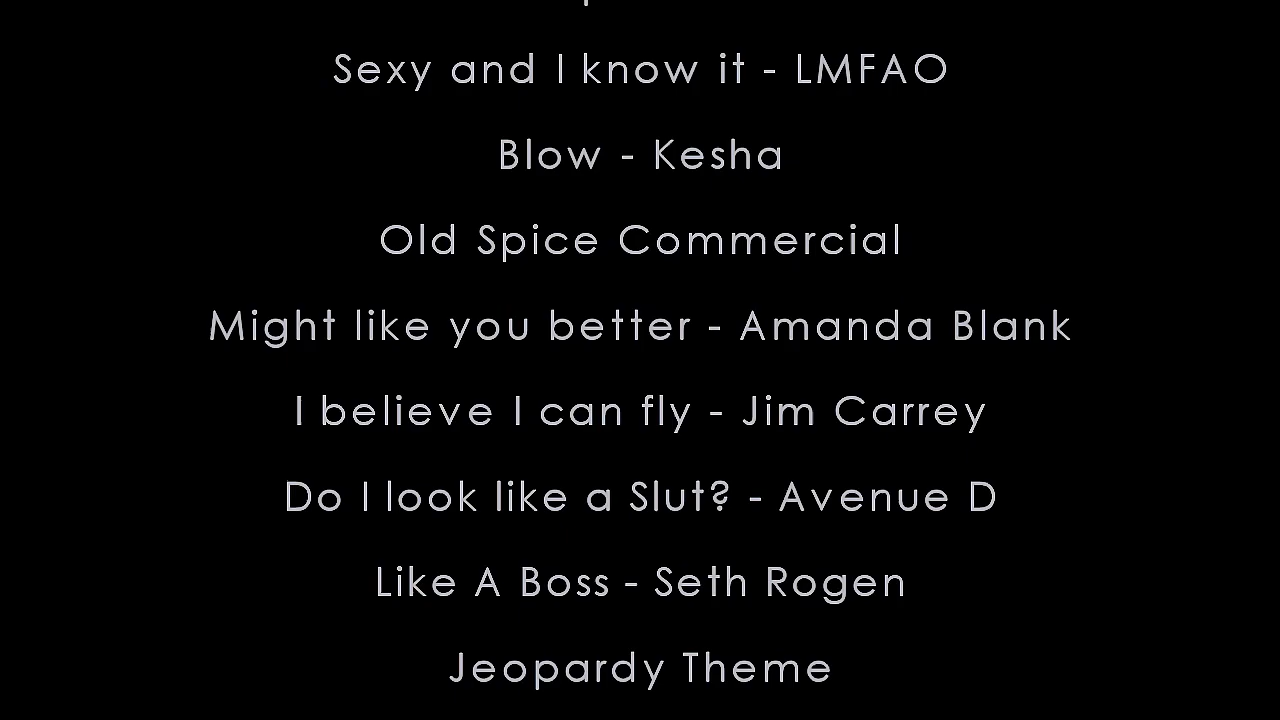 Sexy and I know it - LMFAO
Blow - Kesha
Old Spice Commercial
Might like you better - Amanda Blank
I believe I can fly - Jim Carrey
Do I look like a Slut? - Avenue D
Like A Boss - Seth Rogen
Jeopardy Theme